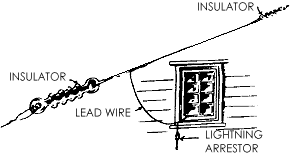 INSULATOR
INSULATOR
LEAD WIRE
LIGHTNING
ARRESTOR